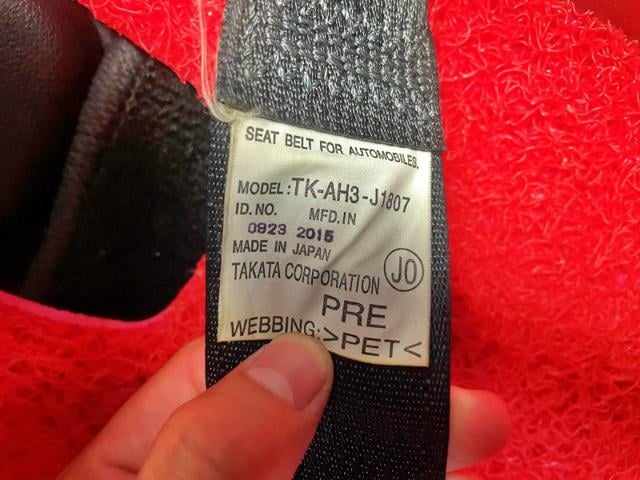 SEAT BELT FOR AUTOMOBILES.
MODEL: TK-AH3-J1807
ID.NO. MFD.IN
0923 2015
MADE IN JAPAN
TAKATA CORPORATION JO
PRE
WEBBING:>PET<